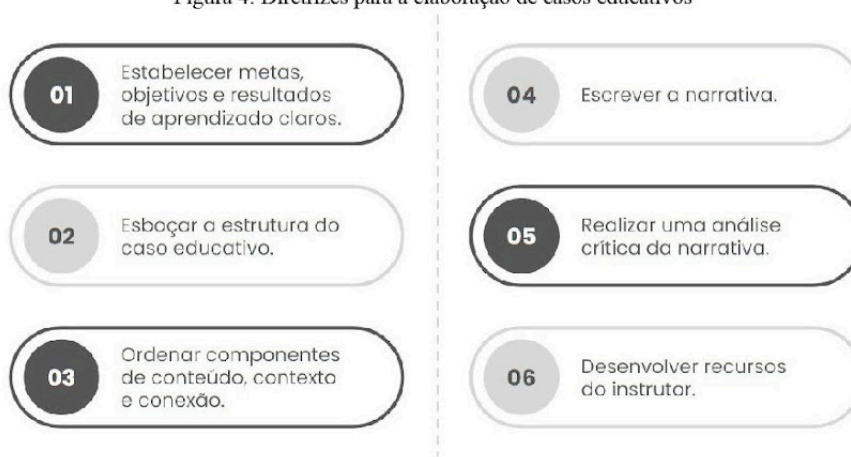 Figura 4. Diretrizes para a elaboração de casos educativos
01
Estabelecer metas,
objetivos e resultados
de aprendizado claros.
02
Esboçar a estrutura do
caso educativo.
03
Ordenar componentes
de conteúdo, contexto
e conexão.
04
Escrever a narrativa.
05
Realizar uma análise
crítica da narrativa.
06
Desenvolver recursos
do instrutor.